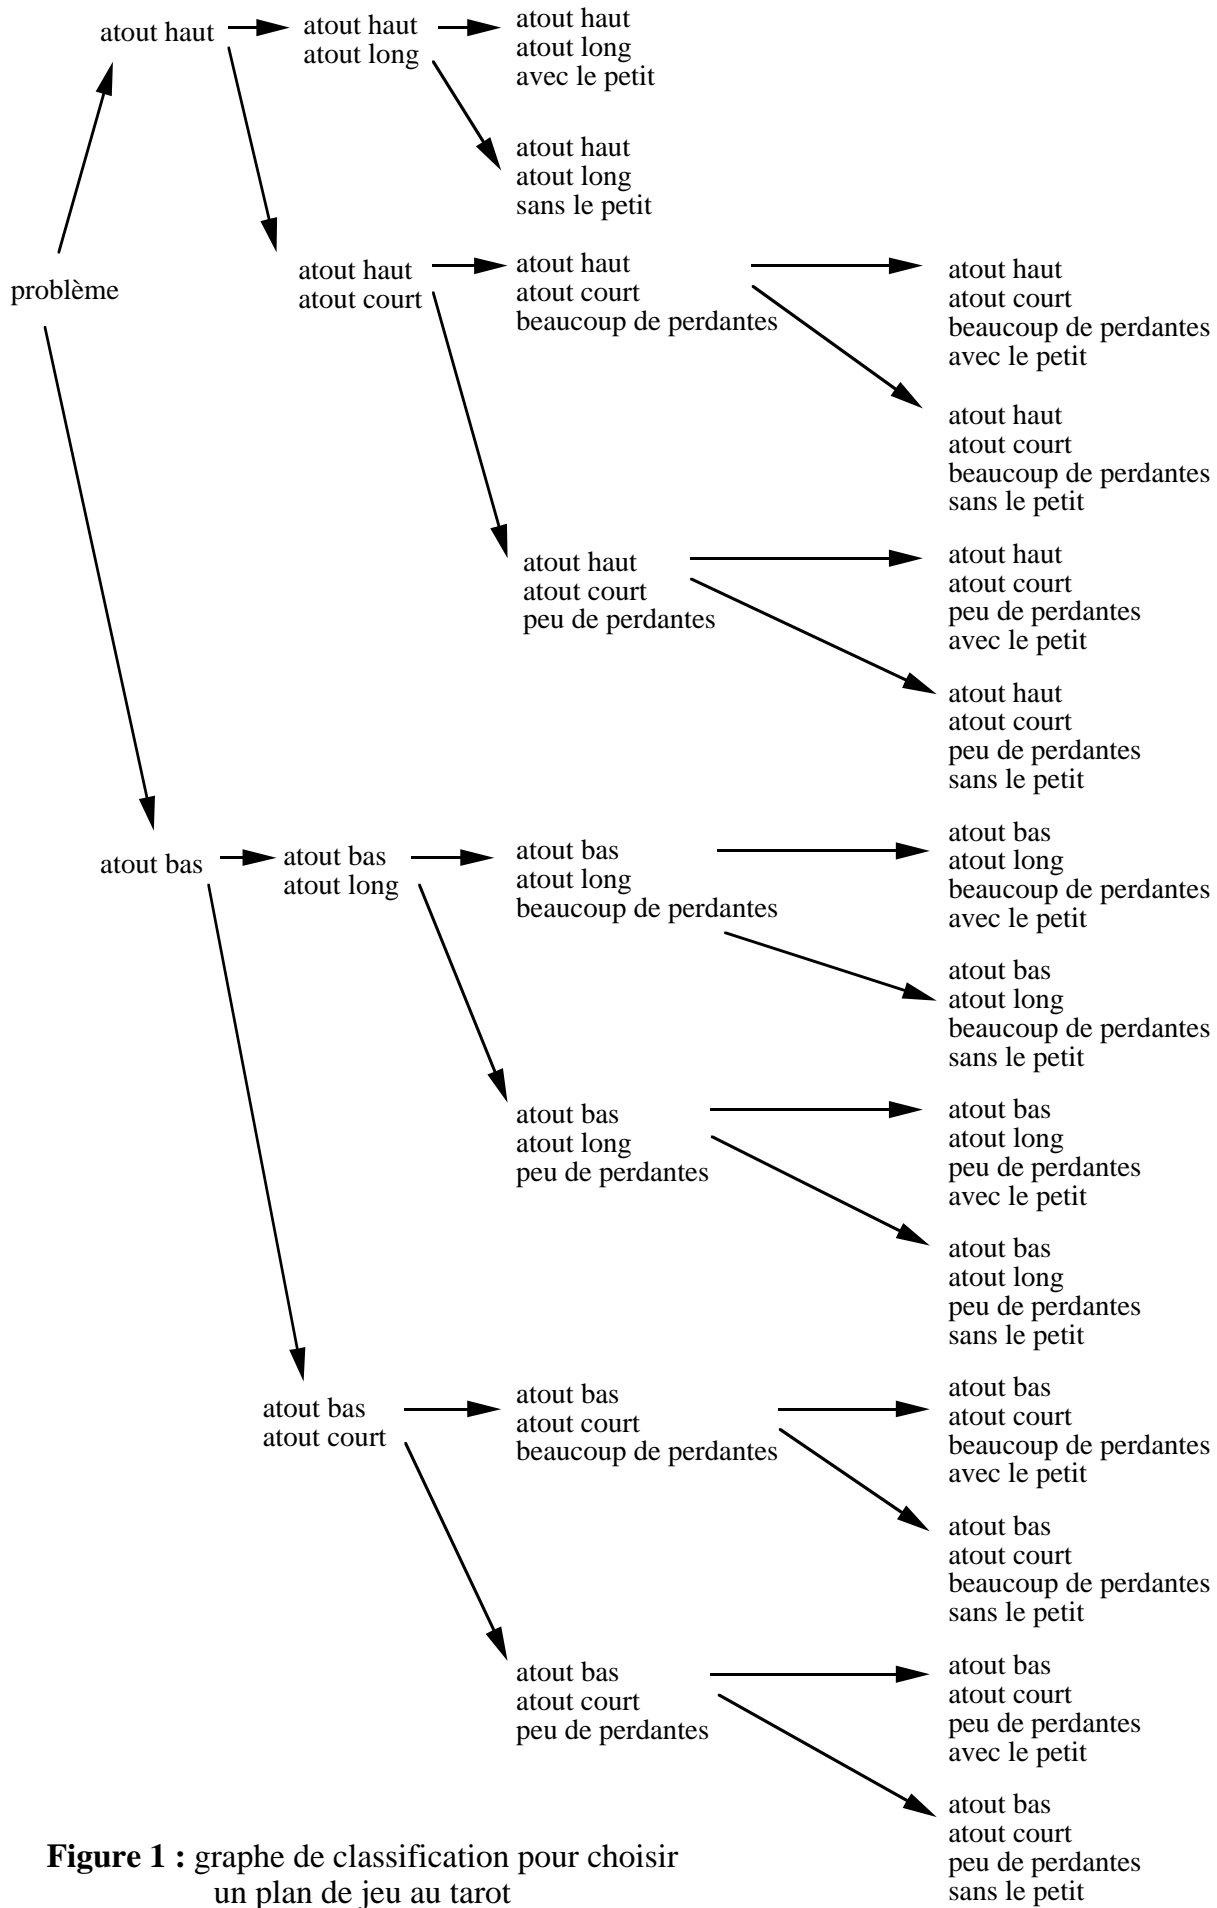 atout haut
atout haut
atout long
atout haut
atout long
avec le petit
atout haut
atout long
sans le petit
problème
atout haut
atout court
atout haut
atout court
beaucoup de perdantes
atout haut
atout court
beaucoup de perdantes
avec le petit
atout haut
atout court
beaucoup de perdantes
sans le petit
atout haut
atout court
peu de perdantes
atout haut
atout court
peu de perdantes
avec le petit
atout haut
atout court
peu de perdantes
sans le petit
atout bas
atout bas
atout long
atout bas
atout long
beaucoup de perdantes
atout bas
atout long
beaucoup de perdantes
avec le petit
atout bas
atout long
beaucoup de perdantes
sans le petit
atout bas
atout long
peu de perdantes
atout bas
atout long
peu de perdantes
avec le petit
atout bas
atout long
peu de perdantes
sans le petit
atout bas
atout court
atout bas
atout court
beaucoup de perdantes
atout bas
atout court
beaucoup de perdantes
avec le petit
atout bas
atout court
beaucoup de perdantes
sans le petit
atout bas
atout court
peu de perdantes
atout bas
atout court
peu de perdantes
avec le petit
atout bas
atout court
peu de perdantes
sans le petit
Figure 1 : graphe de classification pour choisir
un plan de jeu au tarot